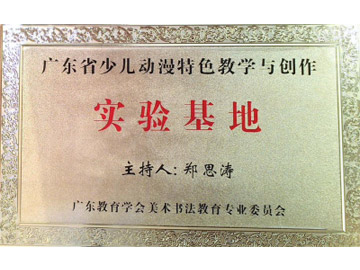 广东省少儿动漫特色教学与创作
实验基地
主持人:郑思涛
广东教育学会美术书法教育专业委员会